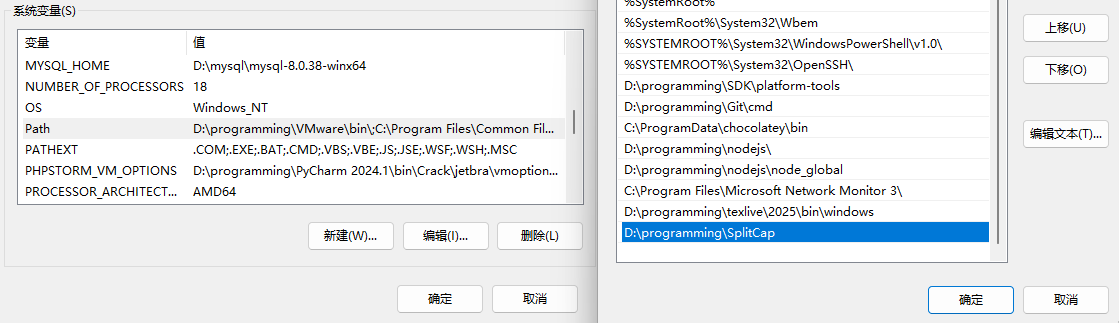 系统变量(S)
变量 值
MYSQL_HOME D:\mysql\mysql-8.0.38-winx64
NUMBER_OF_PROCESSORS 18
OS Windows_NT
Path D:\programming\VMware\bin\;C:\Program Files\Common Fil...
PATHEXT .COM;.EXE;.BAT;.CMD;.VBS;.VBE;.JS;.JSE;.WSF;.WSH;.MSC
PHPSTORM_VM_OPTIONS D:\programming\PyCharm 2024.1\bin\Crack\jetbra\vmoption...
PROCESSOR_ARCHITECT... AMD64
新建(W)... 编辑(I)... 删除(L)
确定 取消
%SystemRoot%
%SystemRoot%\System32\Wbem
%SYSTEMROOT%\System32\WindowsPowerShell\v1.0\
%SYSTEMROOT%\System32\OpenSSH\
D:\programming\SDK\platform-tools
D:\programming\Git\cmd
C:\ProgramData\chocolatey\bin
D:\programming\nodejs\
D:\programming\nodejs\node_global
C:\Program Files\Microsoft Network Monitor 3\
D:\programming\texlive\2025\bin\windows
D:\programming\SplitCap
上移(U)
下移(O)
编辑文本(T)...
确定 取消